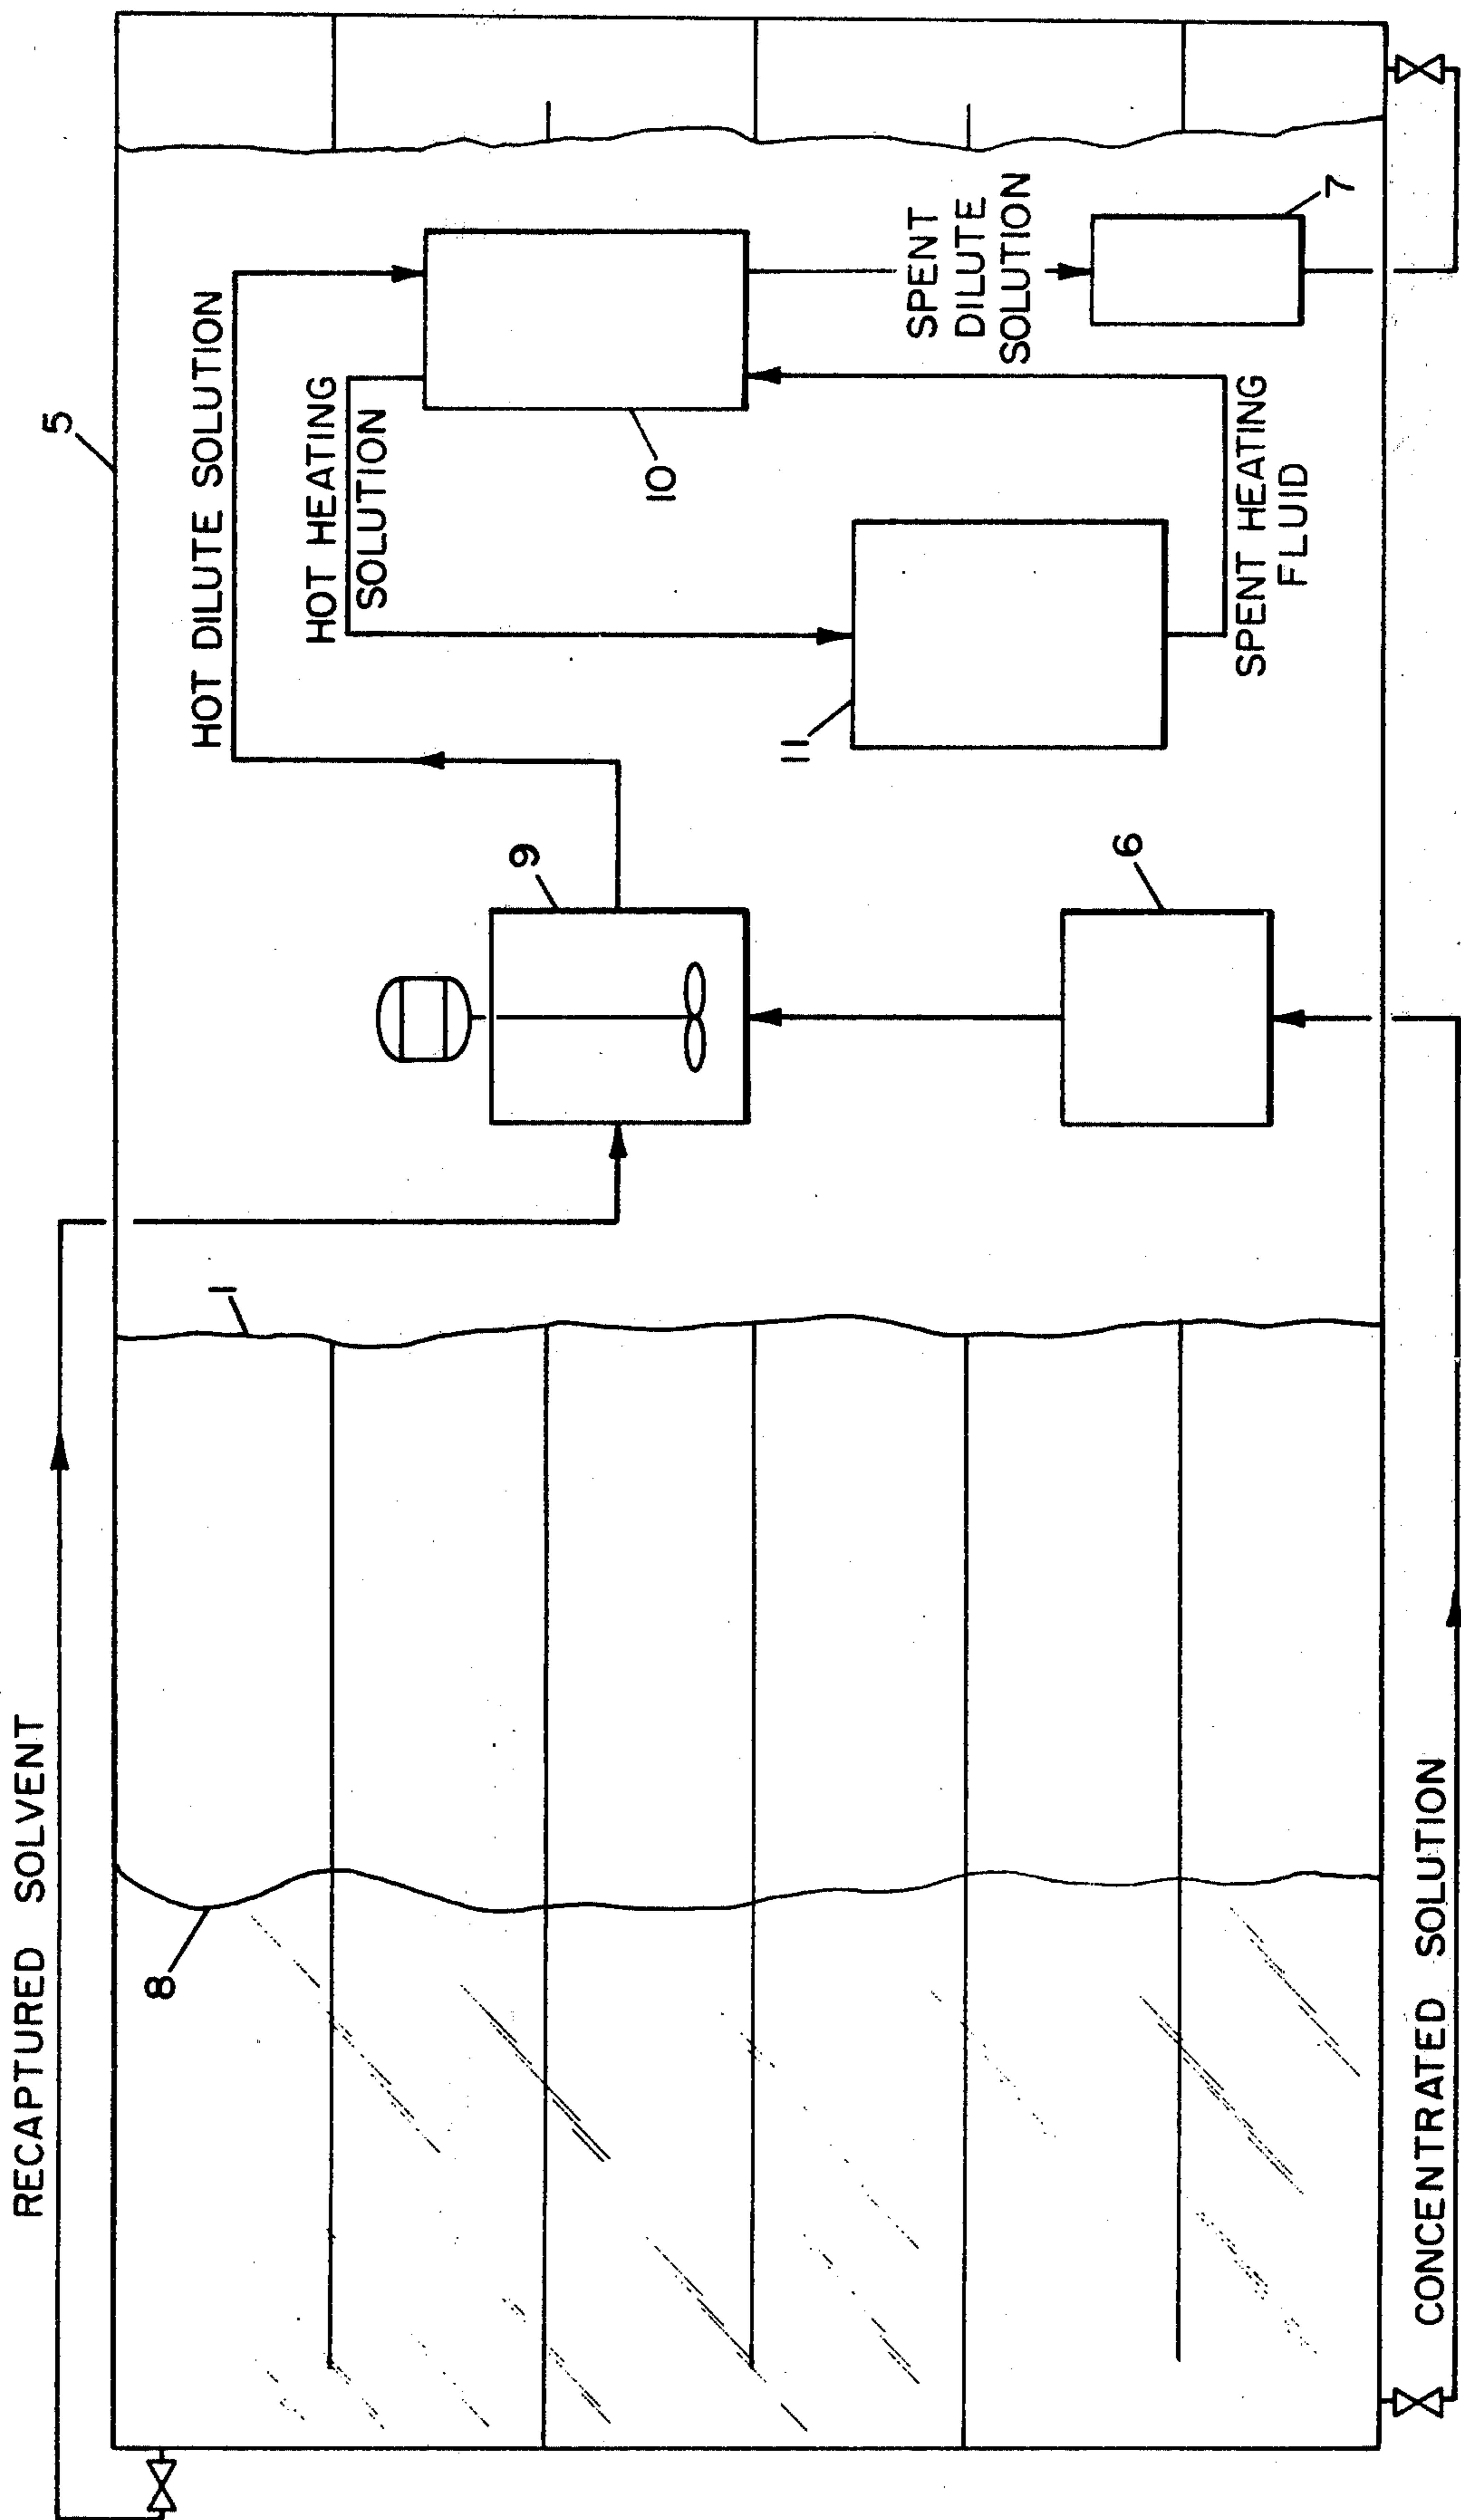 RECAPTURED SOLVENT
8
1
5
HOT DILUTE SOLUTION
HOT HEATING
SOLUTION
9
10
11
SPENT
DILUTE
SOLUTION
6
7
SPENT HEATING
FLUID
CONCENTRATED SOLUTION